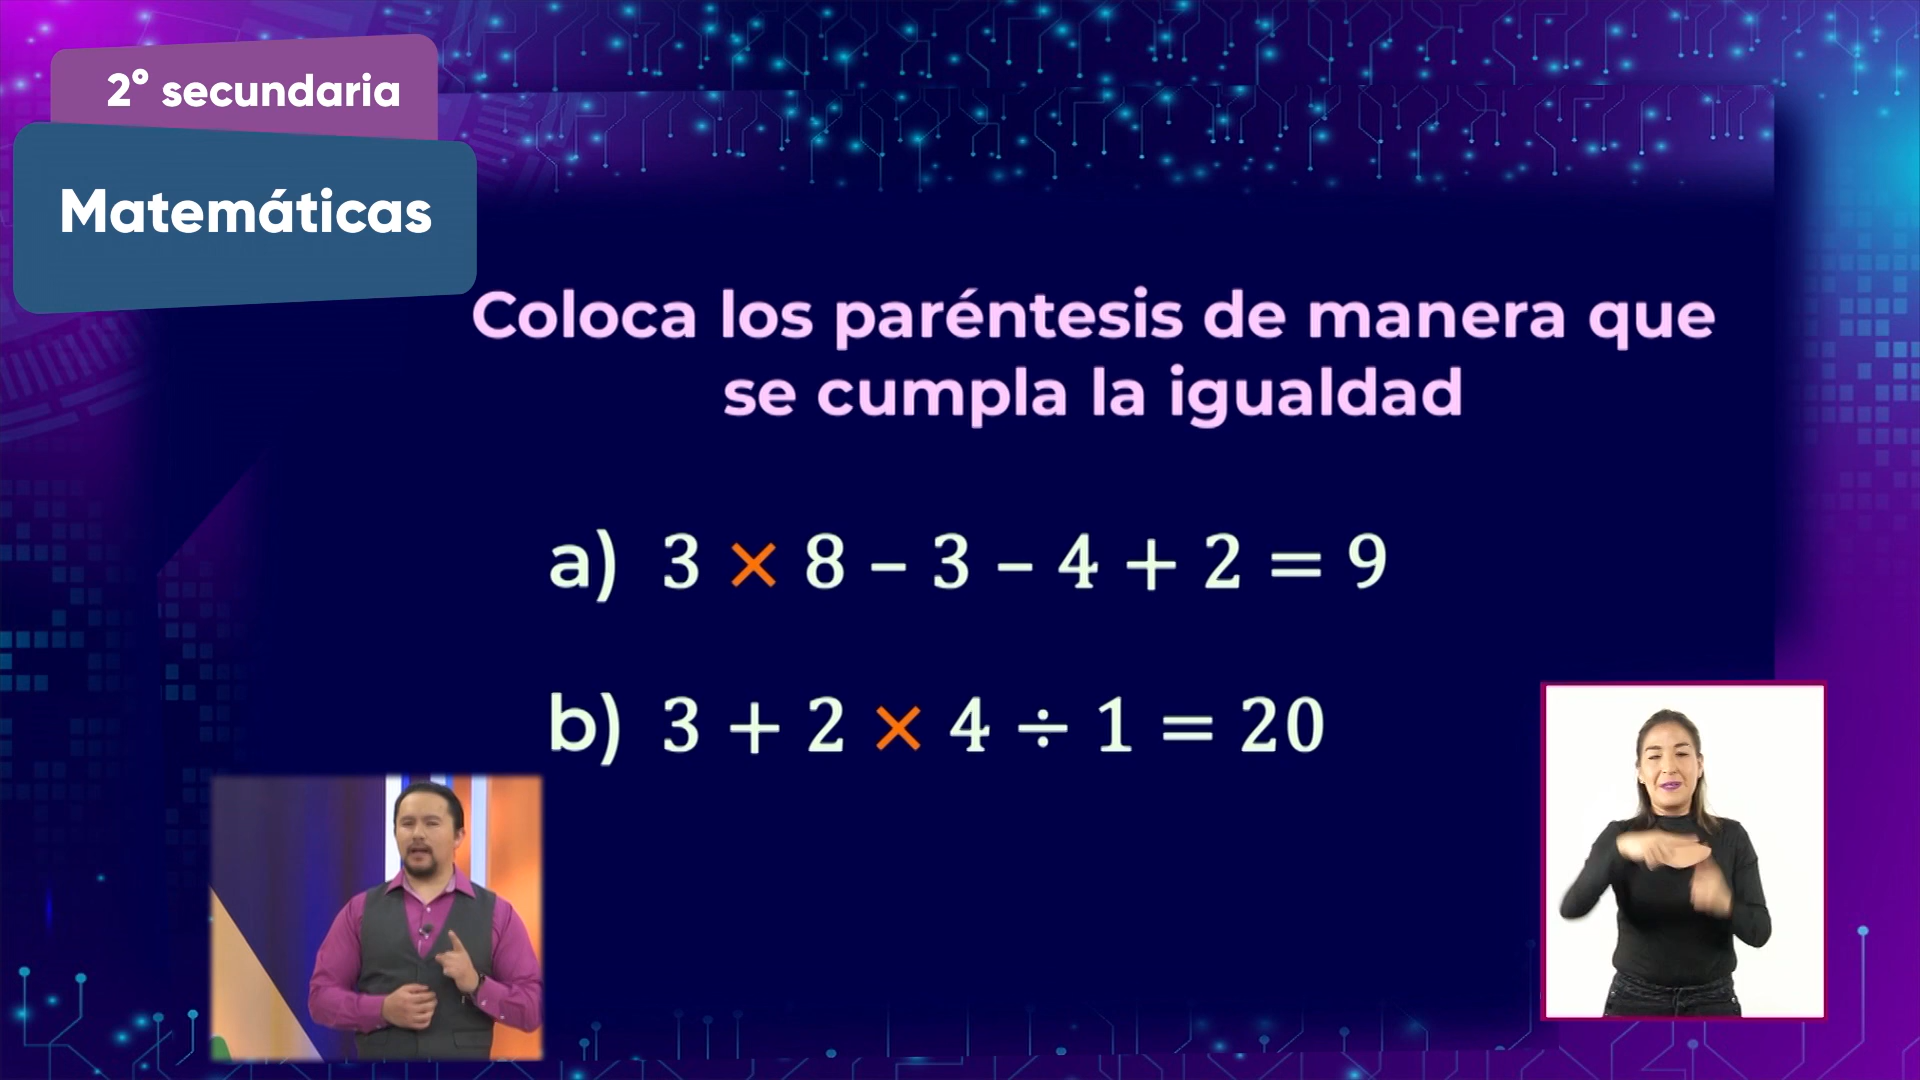 2° secundaria
Matemáticas
Coloca los paréntesis de manera que
se cumpla la igualdad
a) 3 × 8 – 3 – 4 + 2 = 9
b) 3 + 2 × 4 ÷ 1 = 20